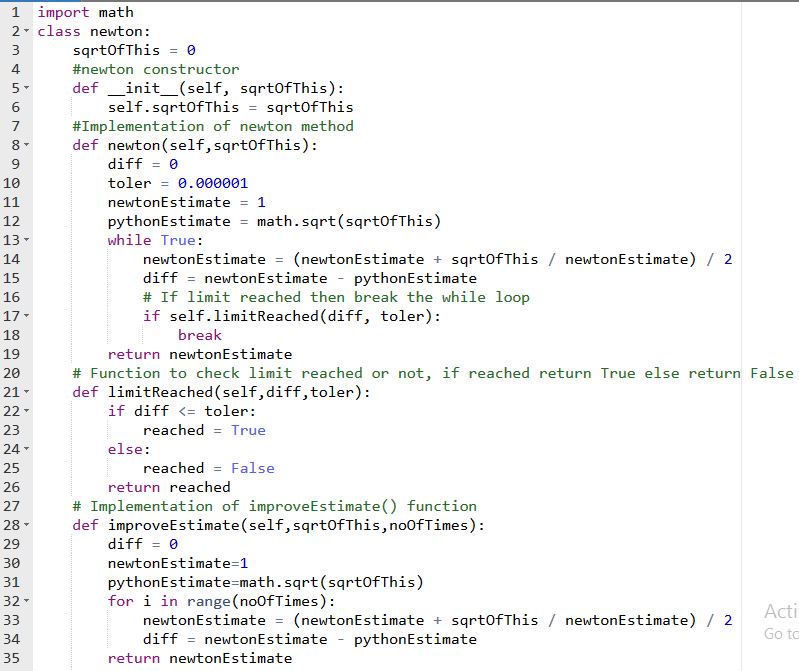 1 import math
2 class newton:
3     sqrtOfThis = 0
4     #newton constructor
5     def __init__(self, sqrtOfThis):
6         self.sqrtOfThis = sqrtOfThis
7     #Implementation of newton method
8     def newton(self,sqrtOfThis):
9         diff = 0
10         toler = 0.000001
11         newtonEstimate = 1
12         pythonEstimate = math.sqrt(sqrtOfThis)
13         while True:
14             newtonEstimate = (newtonEstimate + sqrtOfThis / newtonEstimate) / 2
15             diff = newtonEstimate - pythonEstimate
16             # If limit reached then break the while loop
17             if self.limitReached(diff, toler):
18                 break
19         return newtonEstimate
20     # Function to check limit reached or not, if reached return True else return False
21     def limitReached(self,diff,toler):
22         if diff <= toler:
23             reached = True
24         else:
25             reached = False
26         return reached
27     # Implementation of improveEstimate() function
28     def improveEstimate(self,sqrtOfThis,noOfTimes):
29         diff = 0
30         newtonEstimate=1
31         pythonEstimate=math.sqrt(sqrtOfThis)
32         for i in range(noOfTimes):
33             newtonEstimate = (newtonEstimate + sqrtOfThis / newtonEstimate) / 2
34             diff = newtonEstimate - pythonEstimate
35         return newtonEstimate
Acti
Go to